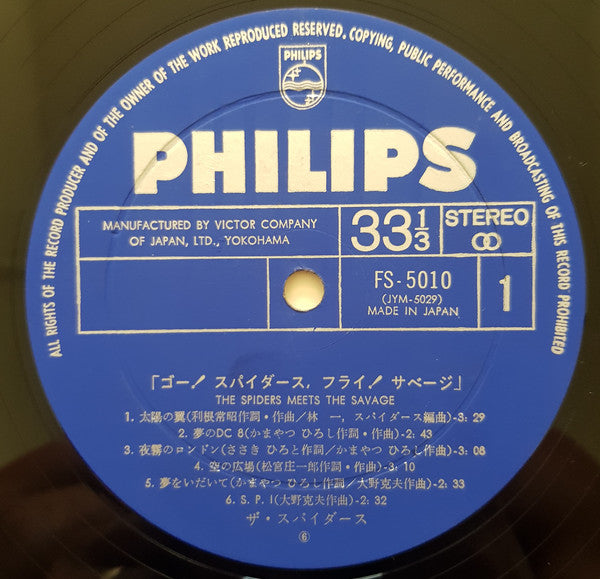 ALL RIGHTS OF THE RECORD PRODUCER AND OF THE OWNER OF THE WORK REPRODUCED RESERVED. COPYING, PUBLIC PERFORMANCE AND BROADCASTING OF THIS RECORD PROHIBITED
PHILIPS
PHILIPS
MANUFACTURED BY VICTOR COMPANY
OF JAPAN, LTD., YOKOHAMA
33⅓
STEREO
FS-5010
(JYM-5029)
MADE IN JAPAN
1
「ゴー! スパイダース, フライ! サベージ」
THE SPIDERS MEETS THE SAVAGE
1. 太陽の翼(利根常昭作詞・作曲/林 一, スパイダース編曲)-3: 29
2. 夢のDC 8(かまやつ ひろし作詞・作曲)-2: 43
3. 夜霧のロンドン(ささき ひろと作詞/かまやつ ひろし作曲)-3: 08
4. 空の広場(松宮庄一郎作詞・作曲)-3: 10
5. 夢をいだいて(かまやつ ひろし作詞/大野克夫作曲)-2: 33
6. S. P. I(大野克夫作曲)-2: 32
ザ・スパイダース
⑥